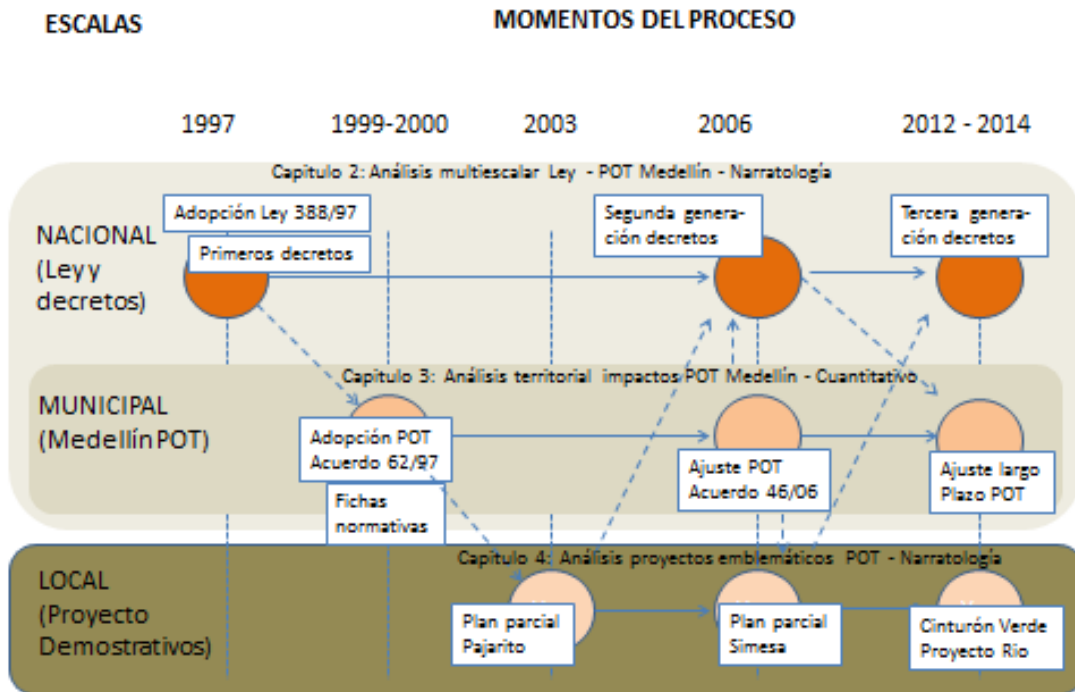 ESCALAS
MOMENTOS DEL PROCESO
1997
1999-2000
2003
2006
2012 - 2014
Capitulo 2: Análisis multiescalar Ley - POT Medellín - Narratología
NACIONAL
(Ley y
decretos)
Adopción Ley 388/97
Primeros decretos
Segunda genera-
ción decretos
Tercera genera-
ción decretos
Capitulo 3: Análisis territorial impactos POT Medellín - Cuantitativo
MUNICIPAL
(Medellín POT)
Adopción POT
Acuerdo 62/97
Fichas
normativas
Ajuste POT
Acuerdo 46/06
Ajuste largo
Plazo POT
Capitulo 4: Análisis proyectos emblemáticos POT - Narratología
LOCAL
(Proyecto
Demostrativos)
Plan parcial
Pajarito
Plan parcial
Simesa
Cinturón Verde
Proyecto Rio